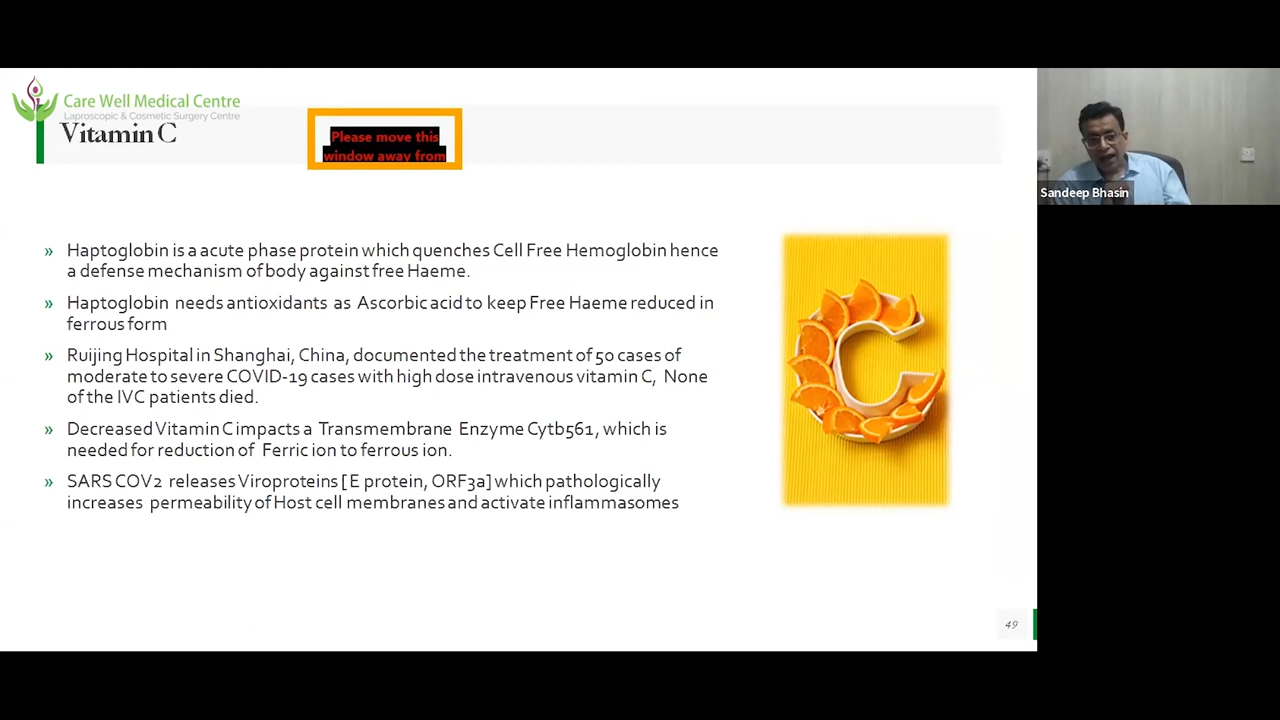 Care Well Medical Centre
Laproscopic & Cosmetic Surgery Centre
Vitamin C
Please move this
window away from
Sandeep Bhasin
» Haptoglobin is a acute phase protein which quenches Cell Free Hemoglobin hence
a defense mechanism of body against free Haeme.
» Haptoglobin needs antioxidants as Ascorbic acid to keep Free Haeme reduced in
ferrous form
» Ruijing Hospital in Shanghai, China, documented the treatment of 50 cases of
moderate to severe COVID-19 cases with high dose intravenous vitamin C, None
of the IVC patients died.
» Decreased Vitamin C impacts a Transmembrane Enzyme Cytb561, which is
needed for reduction of Ferric ion to ferrous ion.
» SARS COV2 releases Viroproteins [ E protein, ORF3a] which pathologically
increases permeability of Host cell membranes and activate inflammasomes
49